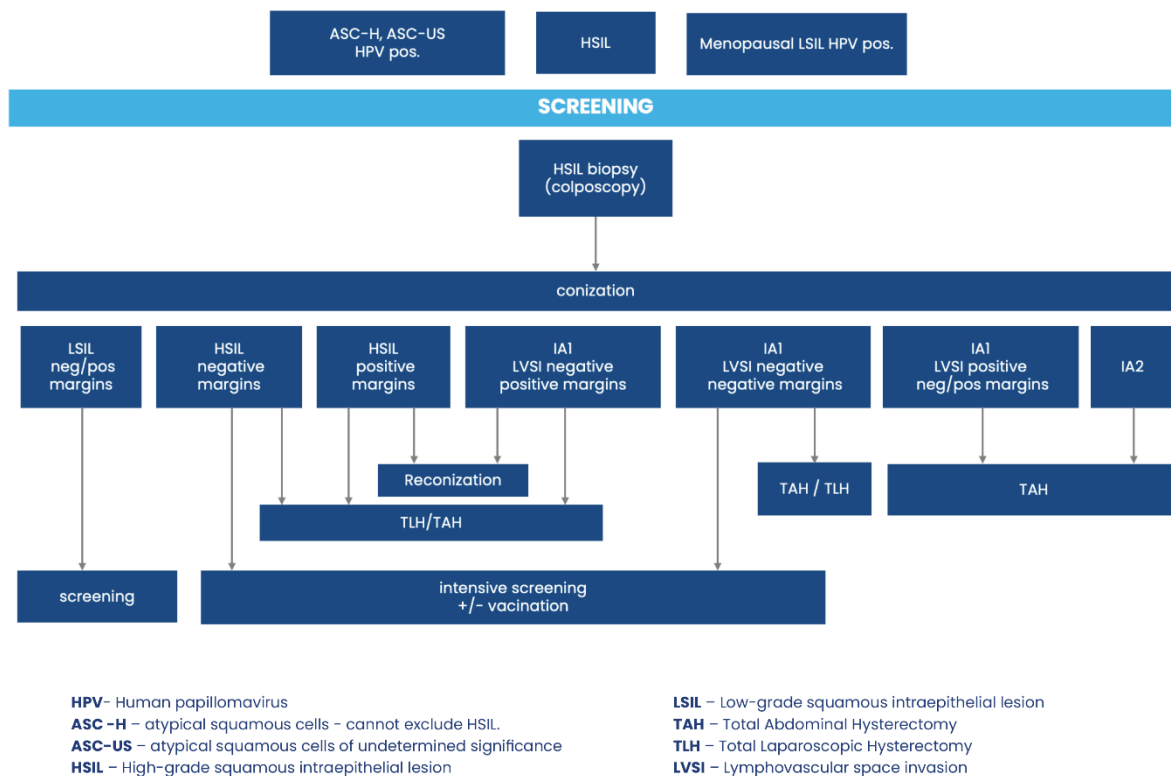 ASC-H, ASC-US
HPV pos.
HSIL
Menopausal LSIL HPV pos.
SCREENING
HSIL biopsy
(colposcopy)
conization
LSIL
neg/pos
margins
HSIL
negative
margins
HSIL
positive
margins
IA1
LVSI negative
positive margins
IA1
LVSI negative
negative margins
IA1
LVSI positive
neg/pos margins
IA2
Reconization
TAH / TLH
TAH
TLH/TAH
screening
intensive screening
+/- vacination
HPV- Human papillomavirus
ASC -H – atypical squamous cells - cannot exclude HSIL.
ASC-US – atypical squamous cells of undetermined significance
HSIL – High-grade squamous intraepithelial lesion
LSIL – Low-grade squamous intraepithelial lesion
TAH – Total Abdominal Hysterectomy
TLH – Total Laparoscopic Hysterectomy
LVSI – Lymphovascular space invasion